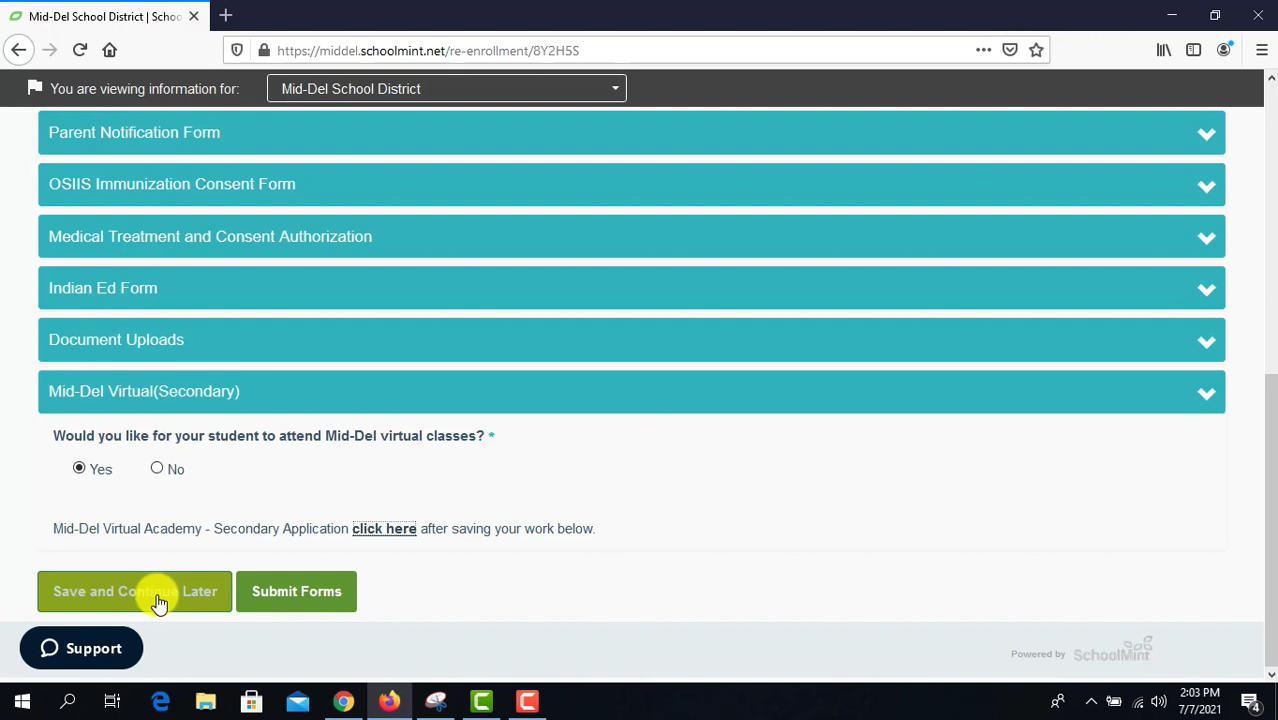 Mid-Del School District | Schoo
https://middel.schoolmint.net/re-enrollment/8Y2H5S
You are viewing information for:
Mid-Del School District
Parent Notification Form
OSIIS Immunization Consent Form
Medical Treatment and Consent Authorization
Indian Ed Form
Document Uploads
Mid-Del Virtual(Secondary)
Would you like for your student to attend Mid-Del virtual classes? *
Yes No
Mid-Del Virtual Academy - Secondary Application click here after saving your work below.
Save and Continue Later Submit Forms
Support
Powered by SchoolMint
2:03 PM
7/7/2021
4